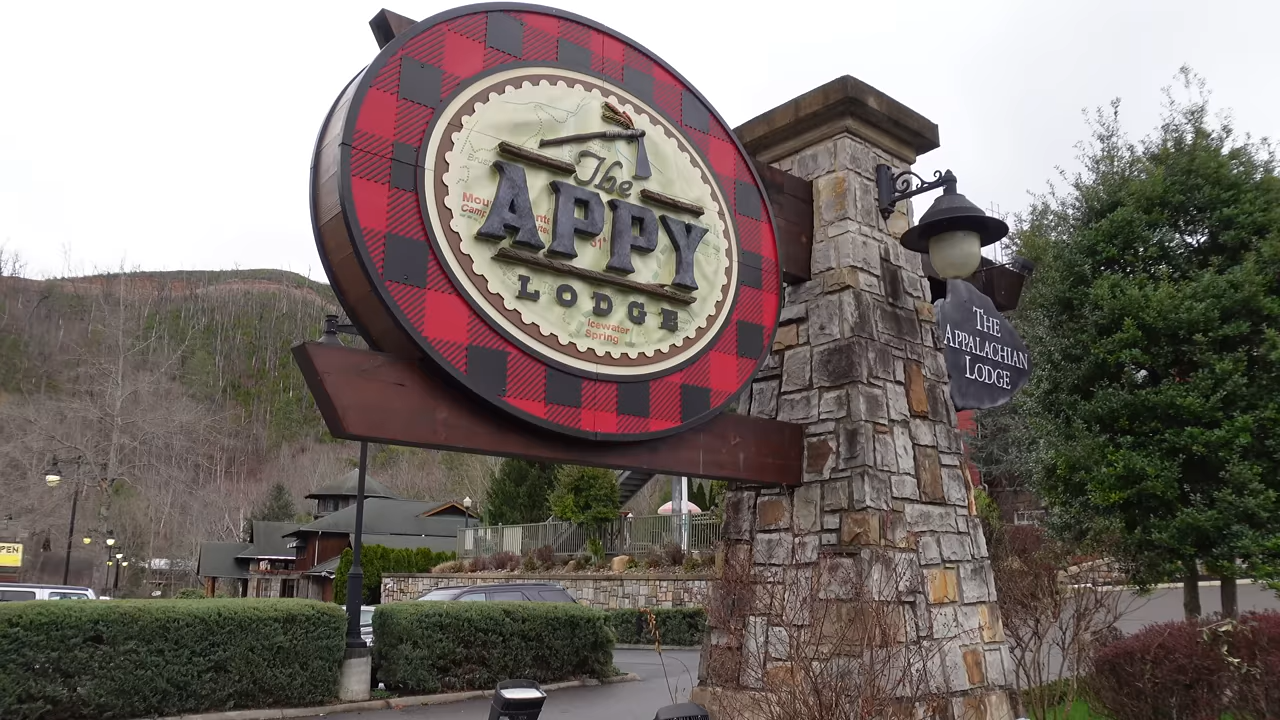 The
APPY
LODGE
Icewater
Spring
THE
APPALACHIAN
LODGE